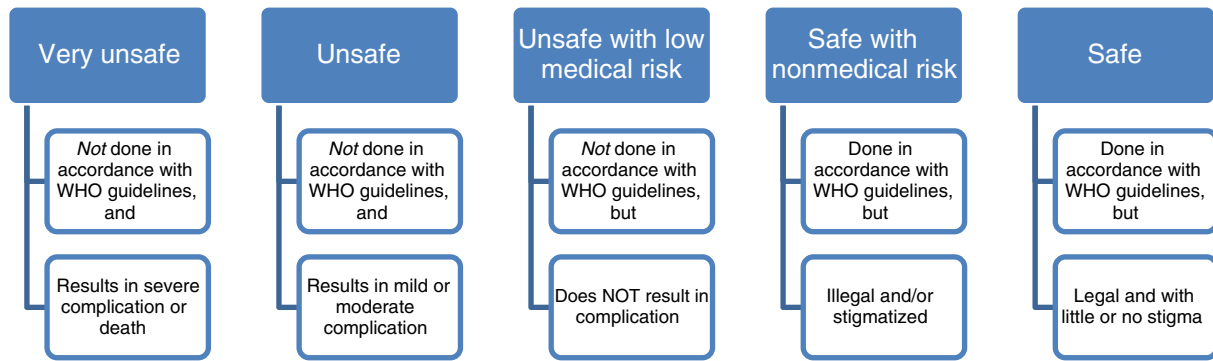 Very unsafe
Not done in
accordance with
WHO guidelines,
and
Results in severe
complication or
death
Unsafe
Not done in
accordance with
WHO guidelines,
and
Results in mild or
moderate
complication
Unsafe with low
medical risk
Not done in
accordance with
WHO guidelines,
but
Does NOT result in
complication
Safe with
nonmedical risk
Done in
accordance with
WHO guidelines,
but
Illegal and/or
stigmatized
Safe
Done in
accordance with
WHO guidelines,
but
Legal and with
little or no stigma